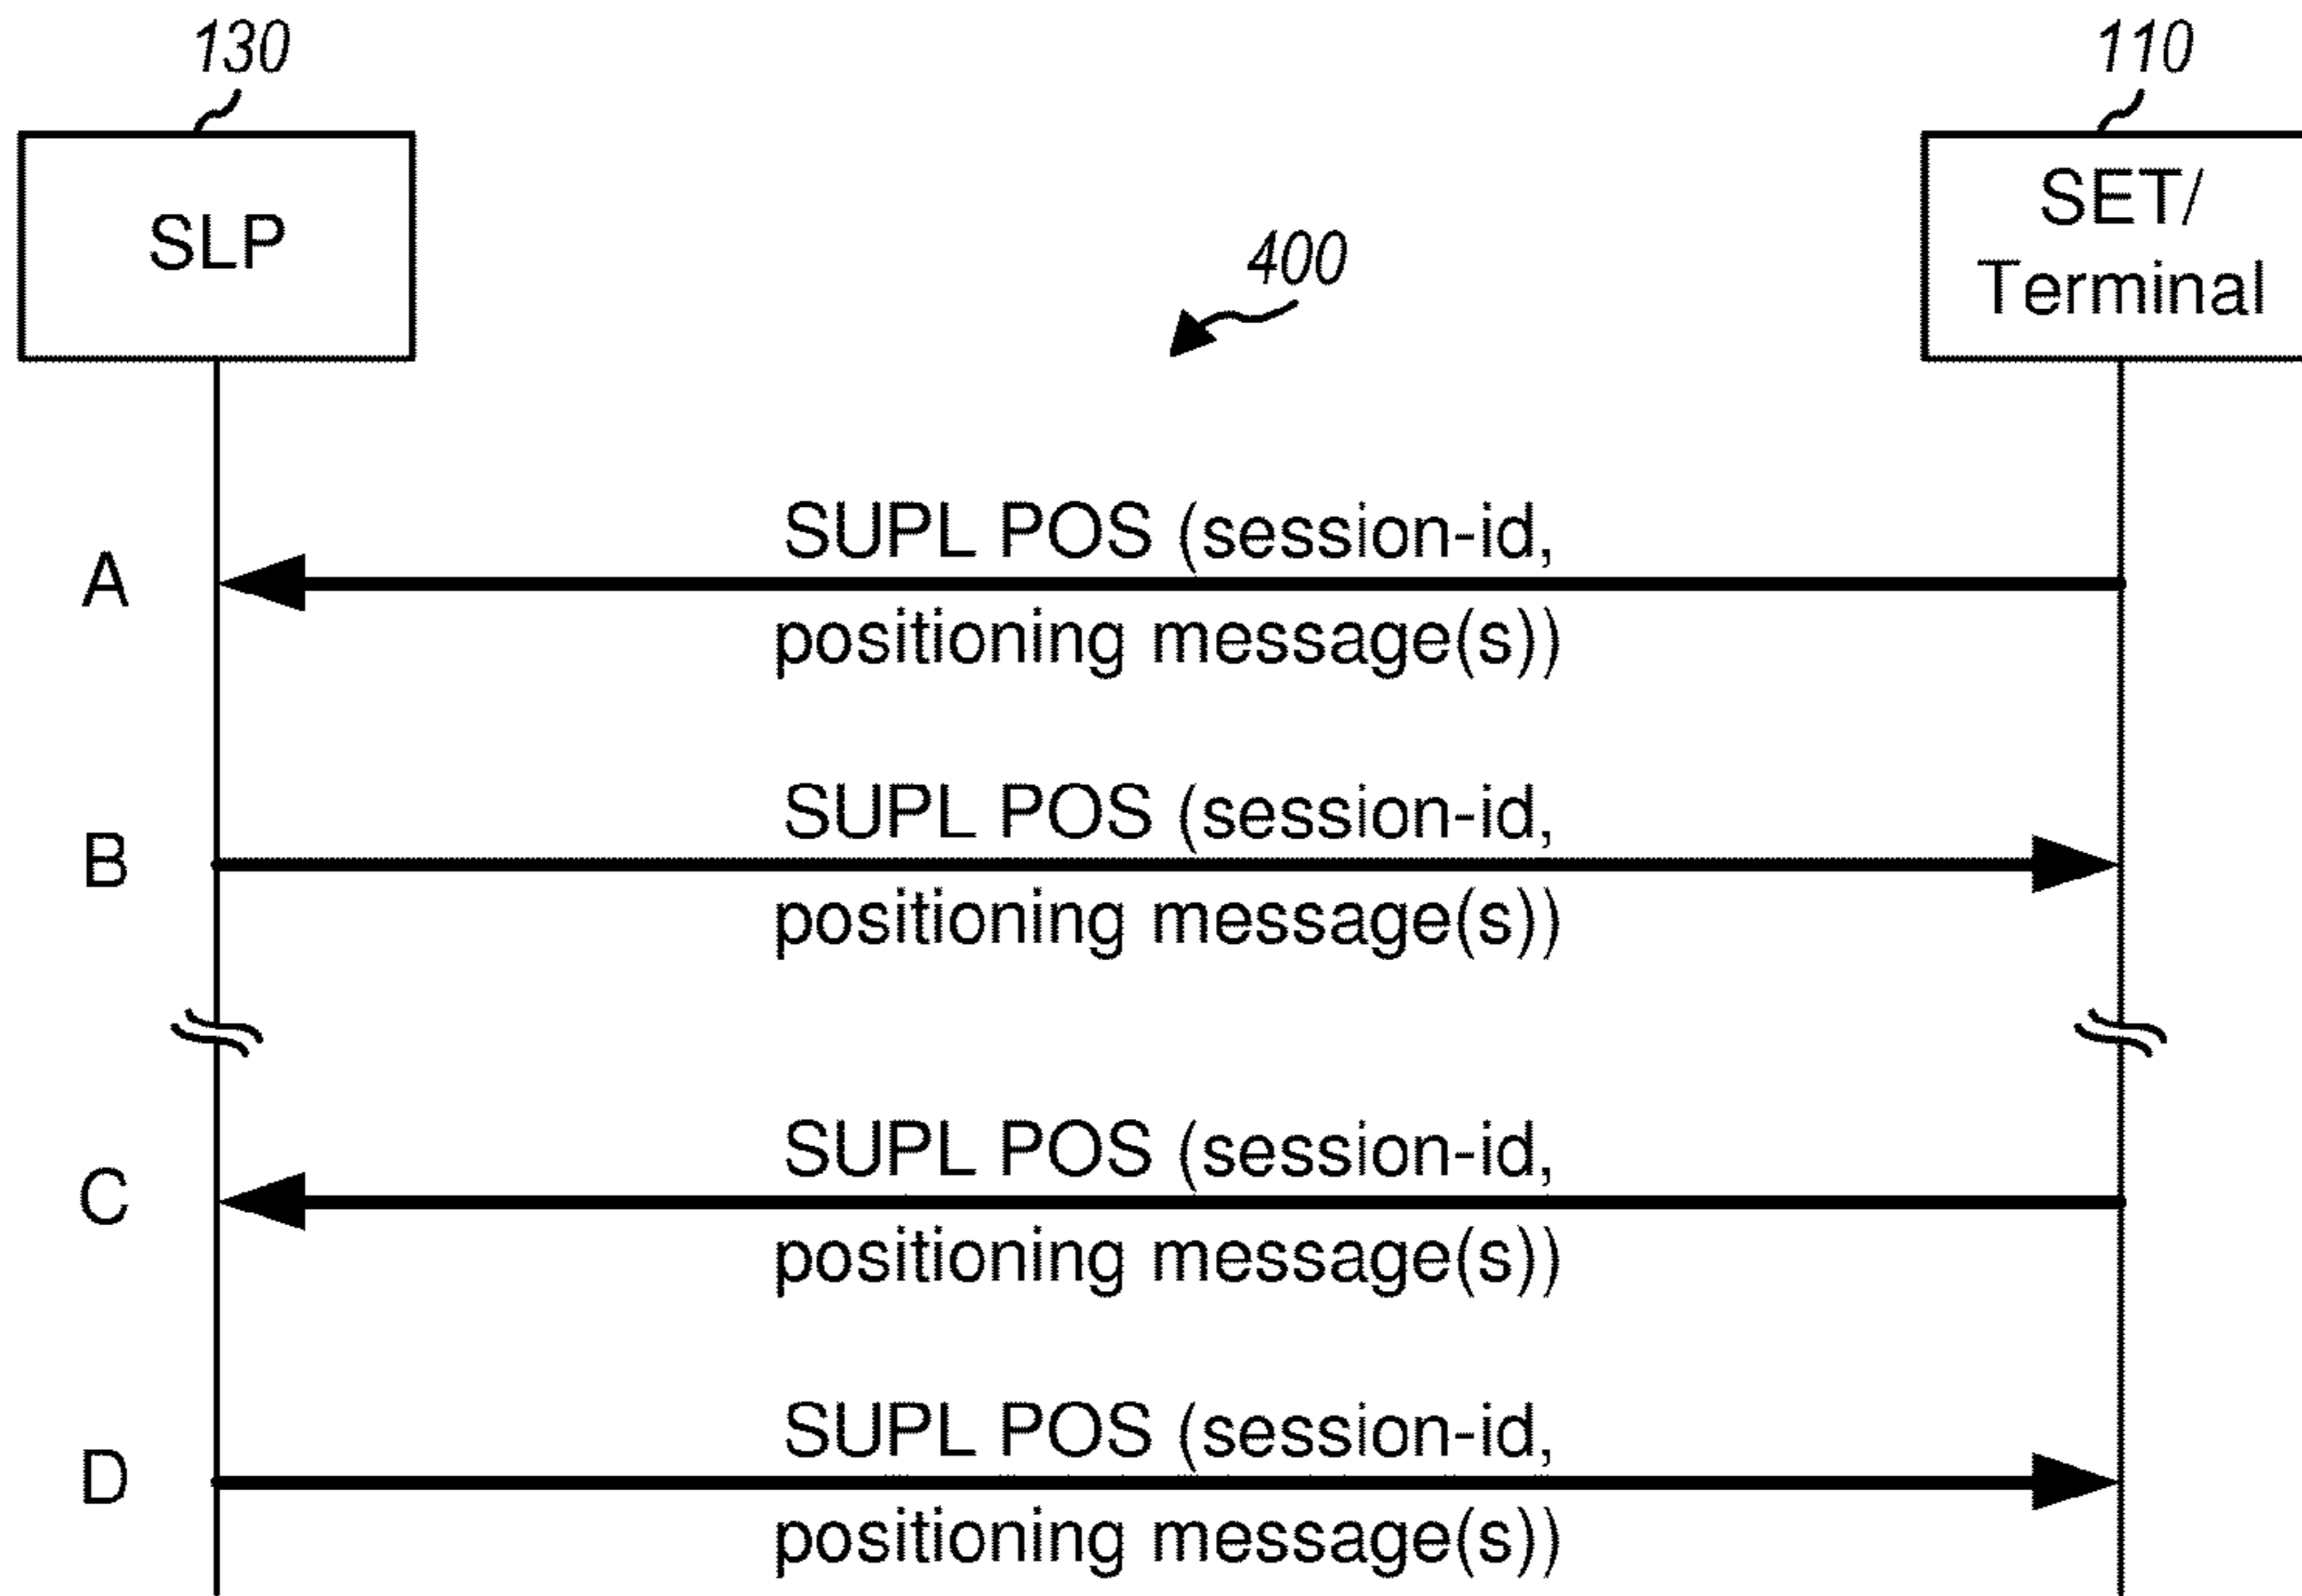 130
110
SLP
SET/
Terminal
400
SUPL POS (session-id,
A
positioning message(s))
SUPL POS (session-id,
B
positioning message(s))
SUPL POS (session-id,
C
positioning message(s))
SUPL POS (session-id,
D
positioning message(s))